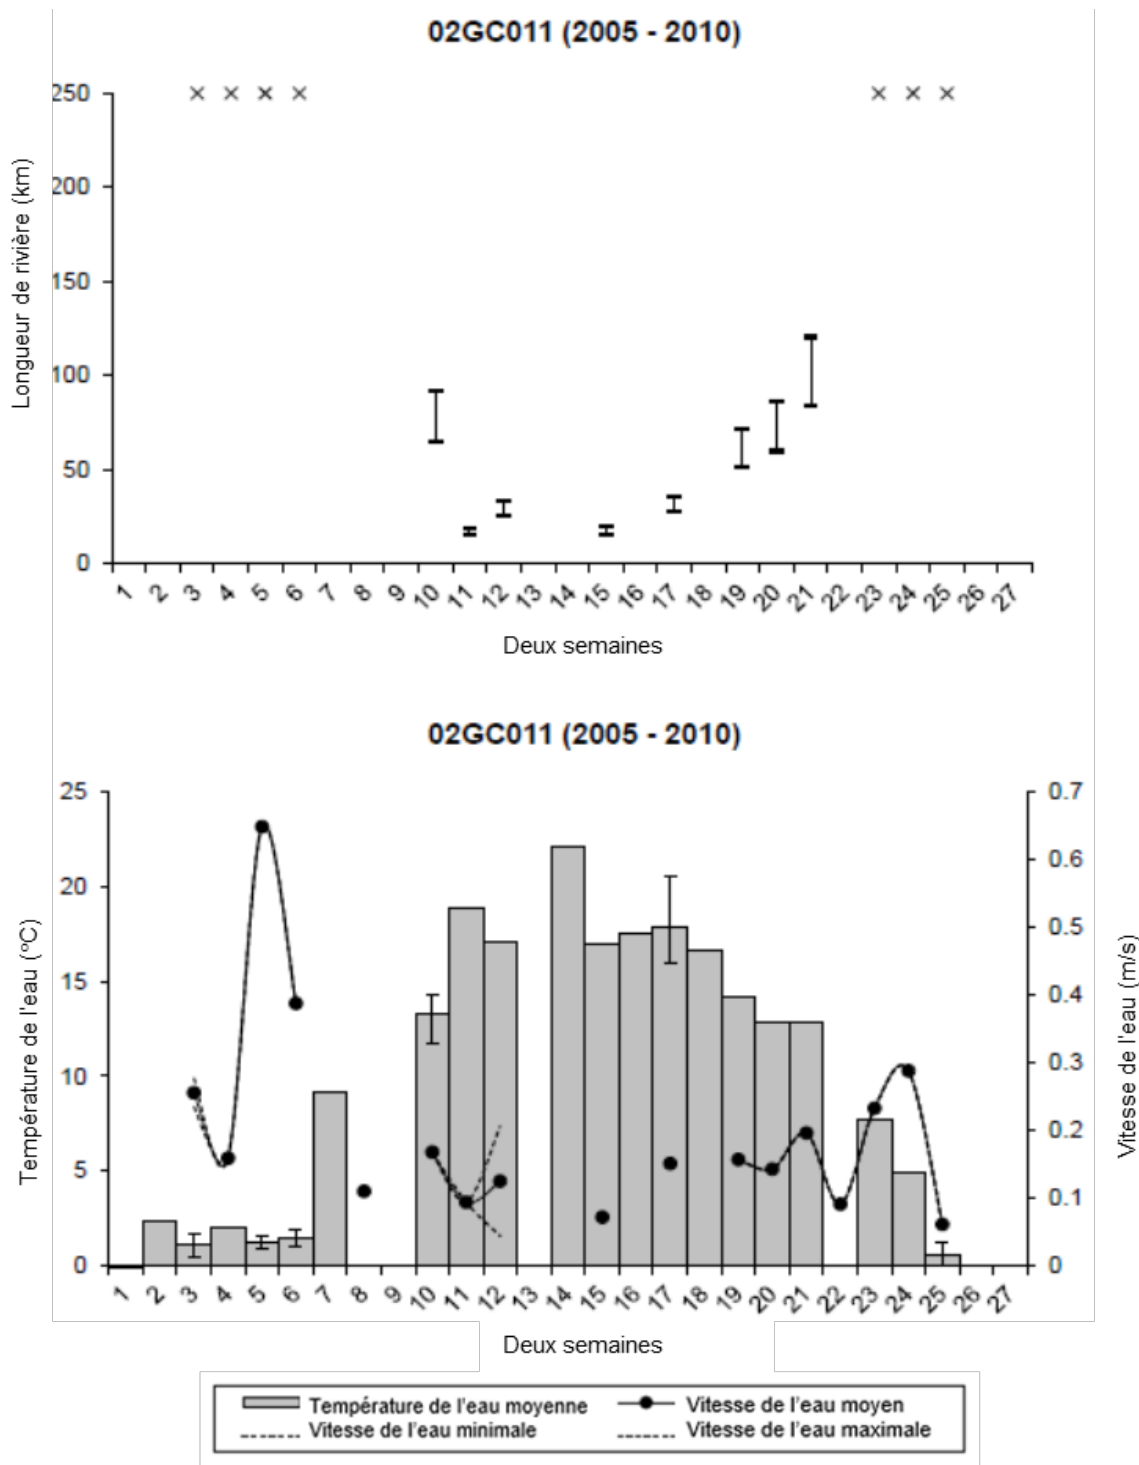 02GC011 (2005 - 2010)
Longueur de rivière (km)
250
200
150
100
50
0
1 2 3 4 5 6 7 8 9 10 11 12 13 14 15 16 17 18 19 20 21 22 23 24 25 26 27
Deux semaines
02GC011 (2005 - 2010)
Température de l'eau (°C)
25
20
15
10
5
0
Vitesse de l'eau (m/s)
0.7
0.6
0.5
0.4
0.3
0.2
0.1
0
1 2 3 4 5 6 7 8 9 10 11 12 13 14 15 16 17 18 19 20 21 22 23 24 25 26 27
Deux semaines
Température de l'eau moyenne Vitesse de l'eau moyen
Vitesse de l'eau minimale Vitesse de l'eau maximale